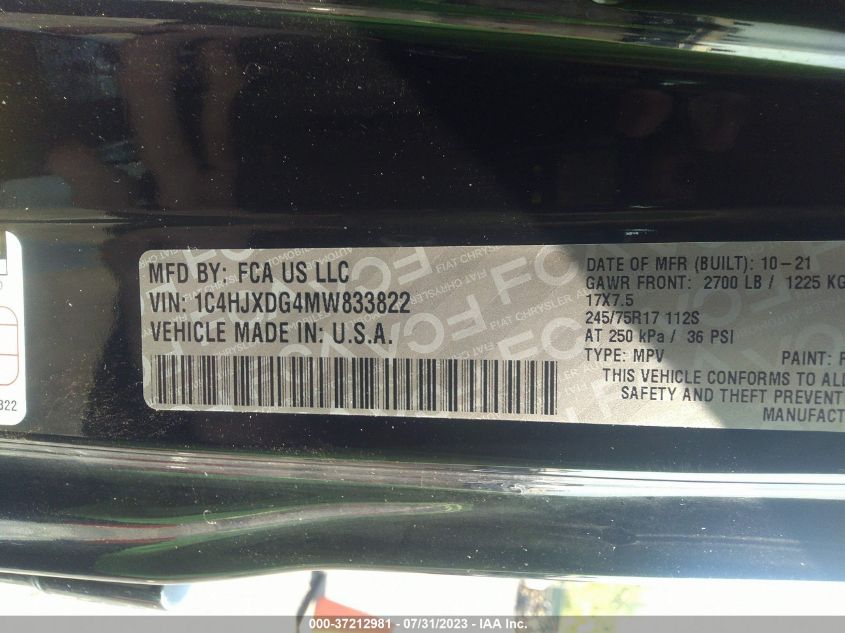 MFD BY: FCA US LLC
VIN: 1C4HJXDG4MW833822
VEHICLE MADE IN: U.S.A.
DATE OF MFR (BUILT): 10-21
GAWR FRONT: 2700 LB / 1225 KG
17X7.5
245/75R17 112S
AT 250 kPa / 36 PSI
TYPE: MPV PAINT:
THIS VEHICLE CONFORMS TO ALL
SAFETY AND THEFT PREVENT
MANUFACT
822
000-37212981 - 07/31/2023 - IAA Inc.